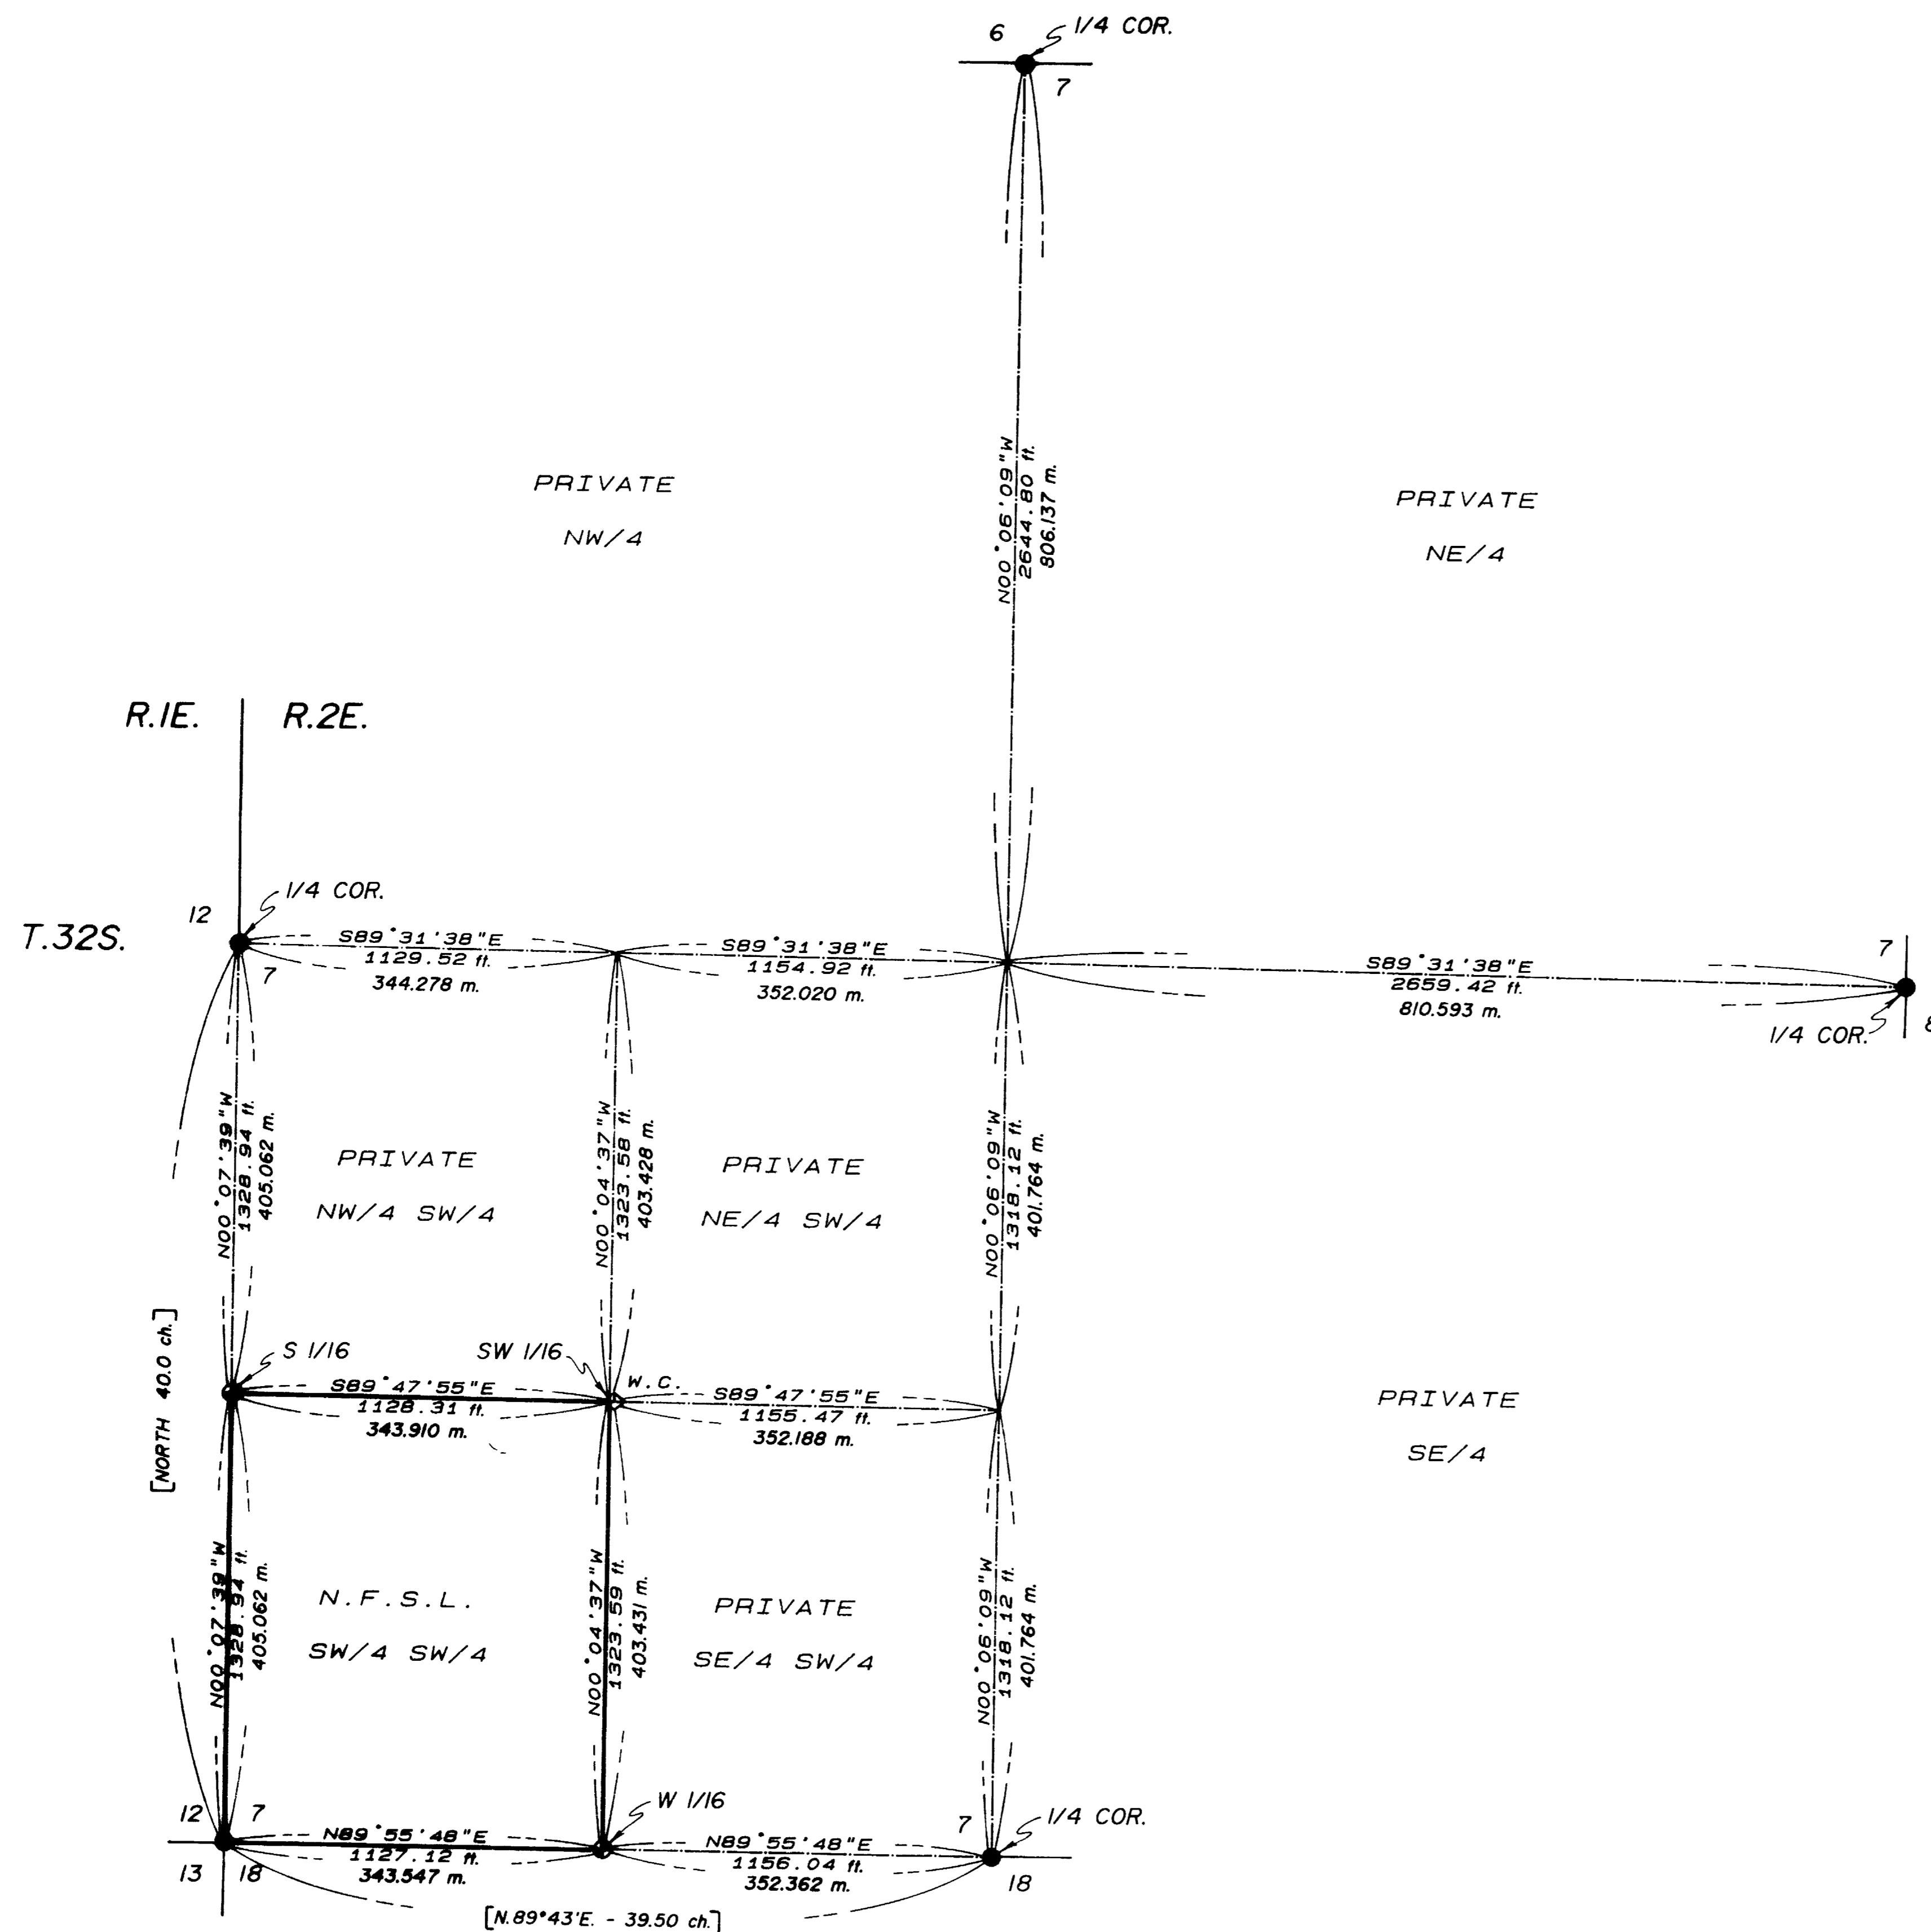 6
1/4 COR.
7
N00°06'09"W
2644.80 ft.
806.137 m.
PRIVATE
NW/4
PRIVATE
NE/4
R.1E.
R.2E.
T.32S.
12
1/4 COR.
7
S89°31'38"E
1129.52 ft.
344.278 m.
S89°31'38"E
1154.92 ft.
352.020 m.
S89°31'38"E
2659.42 ft.
810.593 m.
7
1/4 COR.
8
N00°07'39"W
1328.94 ft.
405.062 m.
PRIVATE
NW/4 SW/4
N00°04'37"W
1323.58 ft.
403.428 m.
PRIVATE
NE/4 SW/4
N00°06'09"W
1318.12 ft.
401.764 m.
[NORTH 40.0 ch.]
S 1/16
SW 1/16
W.C.
S89°47'55"E
1128.31 ft.
343.910 m.
S89°47'55"E
1155.47 ft.
352.188 m.
PRIVATE
SE/4
N00°07'39"W
1328.94 ft.
405.062 m.
N.F.S.L.
SW/4 SW/4
N00°04'37"W
1323.59 ft.
403.431 m.
PRIVATE
SE/4 SW/4
N00°06'09"W
1318.12 ft.
401.764 m.
12
7
13
18
N89°55'48"E
1127.12 ft.
343.547 m.
W 1/16
N89°55'48"E
1156.04 ft.
352.362 m.
7
1/4 COR.
18
[N.89°43'E. - 39.50 ch.]